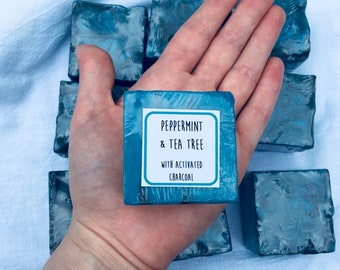 PEPPERMINT
& TEA TREE
WITH ACTIVATED
CHARCOAL